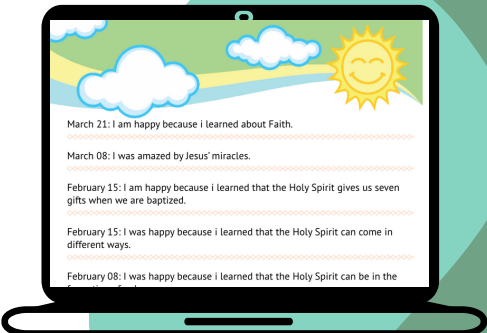 March 21: I am happy because i learned about Faith.
March 08: I was amazed by Jesus' miracles.
February 15: I am happy because i learned that the Holy Spirit gives us seven
gifts when we are baptized.
February 15: I was happy because i learned that the Holy Spirit can come in
different ways.
February 08: I was happy because i learned that the Holy Spirit can be in the